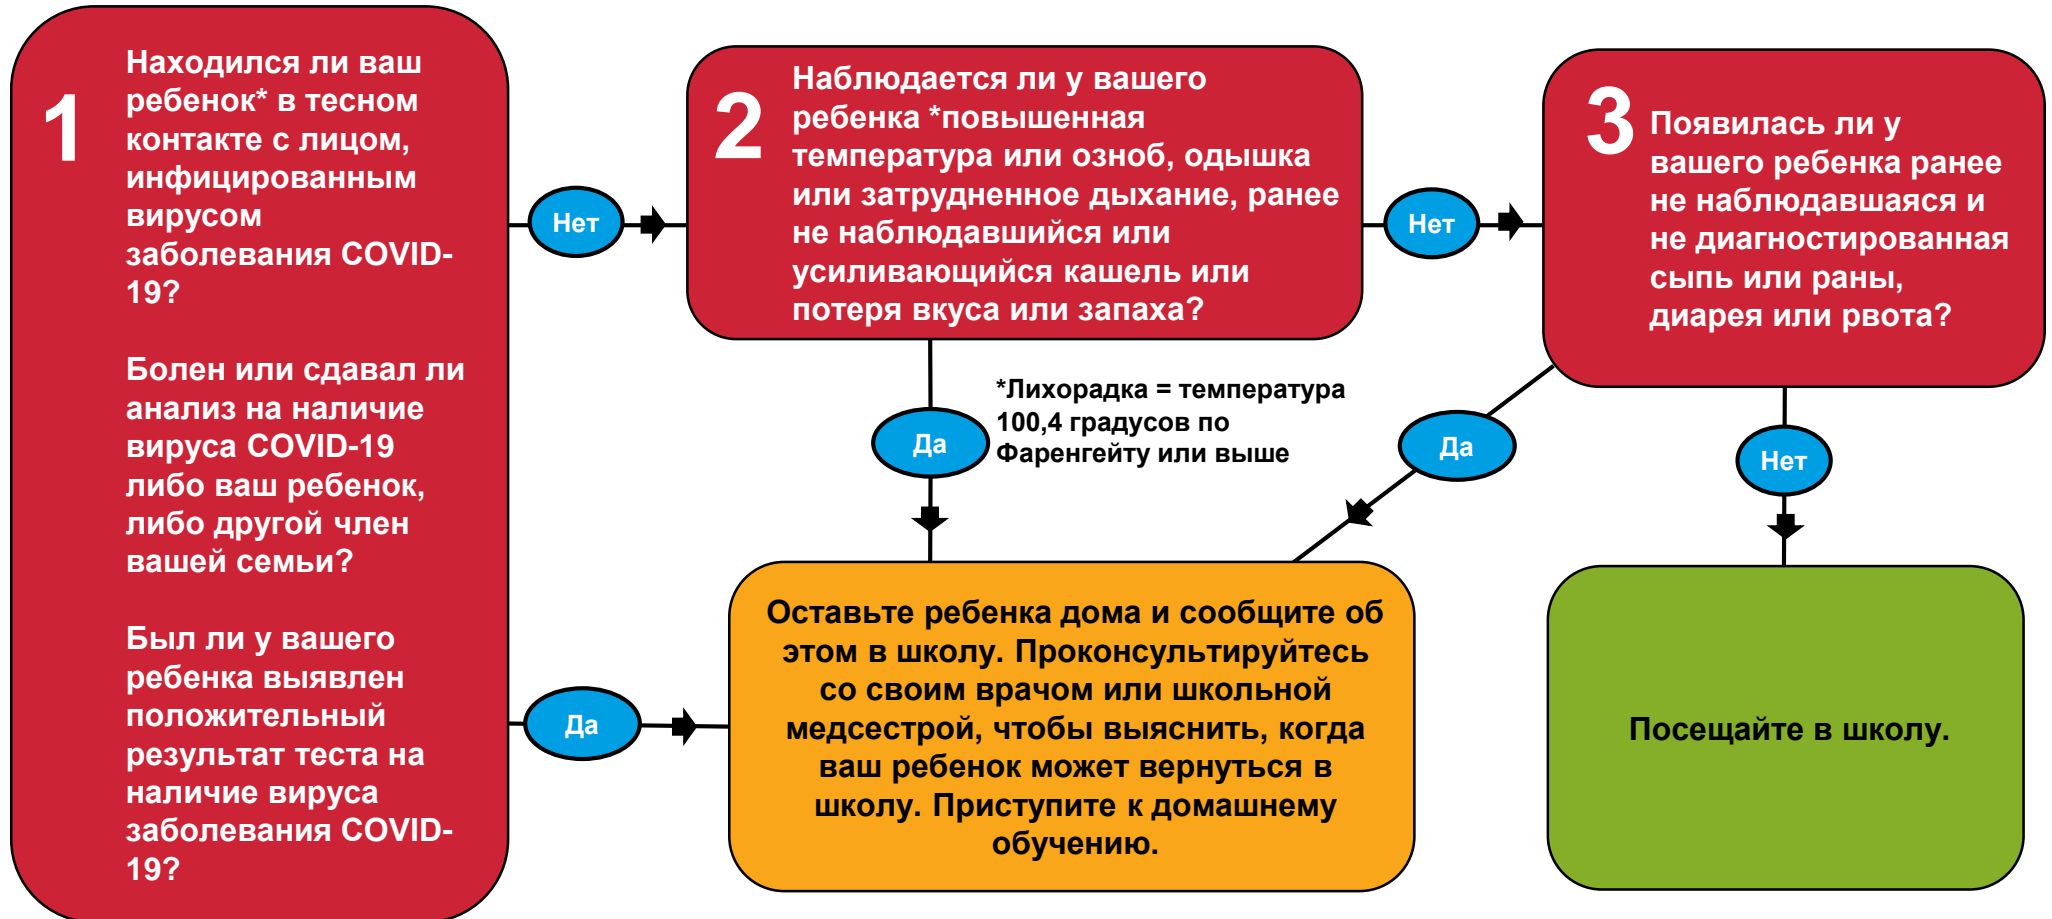 1
Находился ли ваш
ребенок* в тесном
контакте с лицом,
инфицированным
вирусом
заболевания COVID-
19?
Болен или сдавал ли
анализ на наличие
вируса COVID-19
либо ваш ребенок,
либо другой член
вашей семьи?
Был ли у вашего
ребенка выявлен
положительный
результат теста на
наличие вируса
заболевания COVID-
19?
Нет
Да
2
Наблюдается ли у вашего
ребенка *повышенная
температура или озноб, одышка
или затрудненное дыхание, ранее
не наблюдавшийся или
усиливающийся кашель или
потеря вкуса или запаха?
Нет
Да
*Лихорадка = температура
100,4 градусов по
Фаренгейту или выше
3
Появилась ли у
вашего ребенка ранее
не наблюдавшаяся и
не диагностированная
сыпь или раны,
диарея или рвота?
Да
Нет
Оставьте ребенка дома и сообщите об
этом в школу. Проконсультируйтесь
со своим врачом или школьной
медсестрой, чтобы выяснить, когда
ваш ребенок может вернуться в
школу. Приступите к домашнему
обучению.
Посещайте в школу.